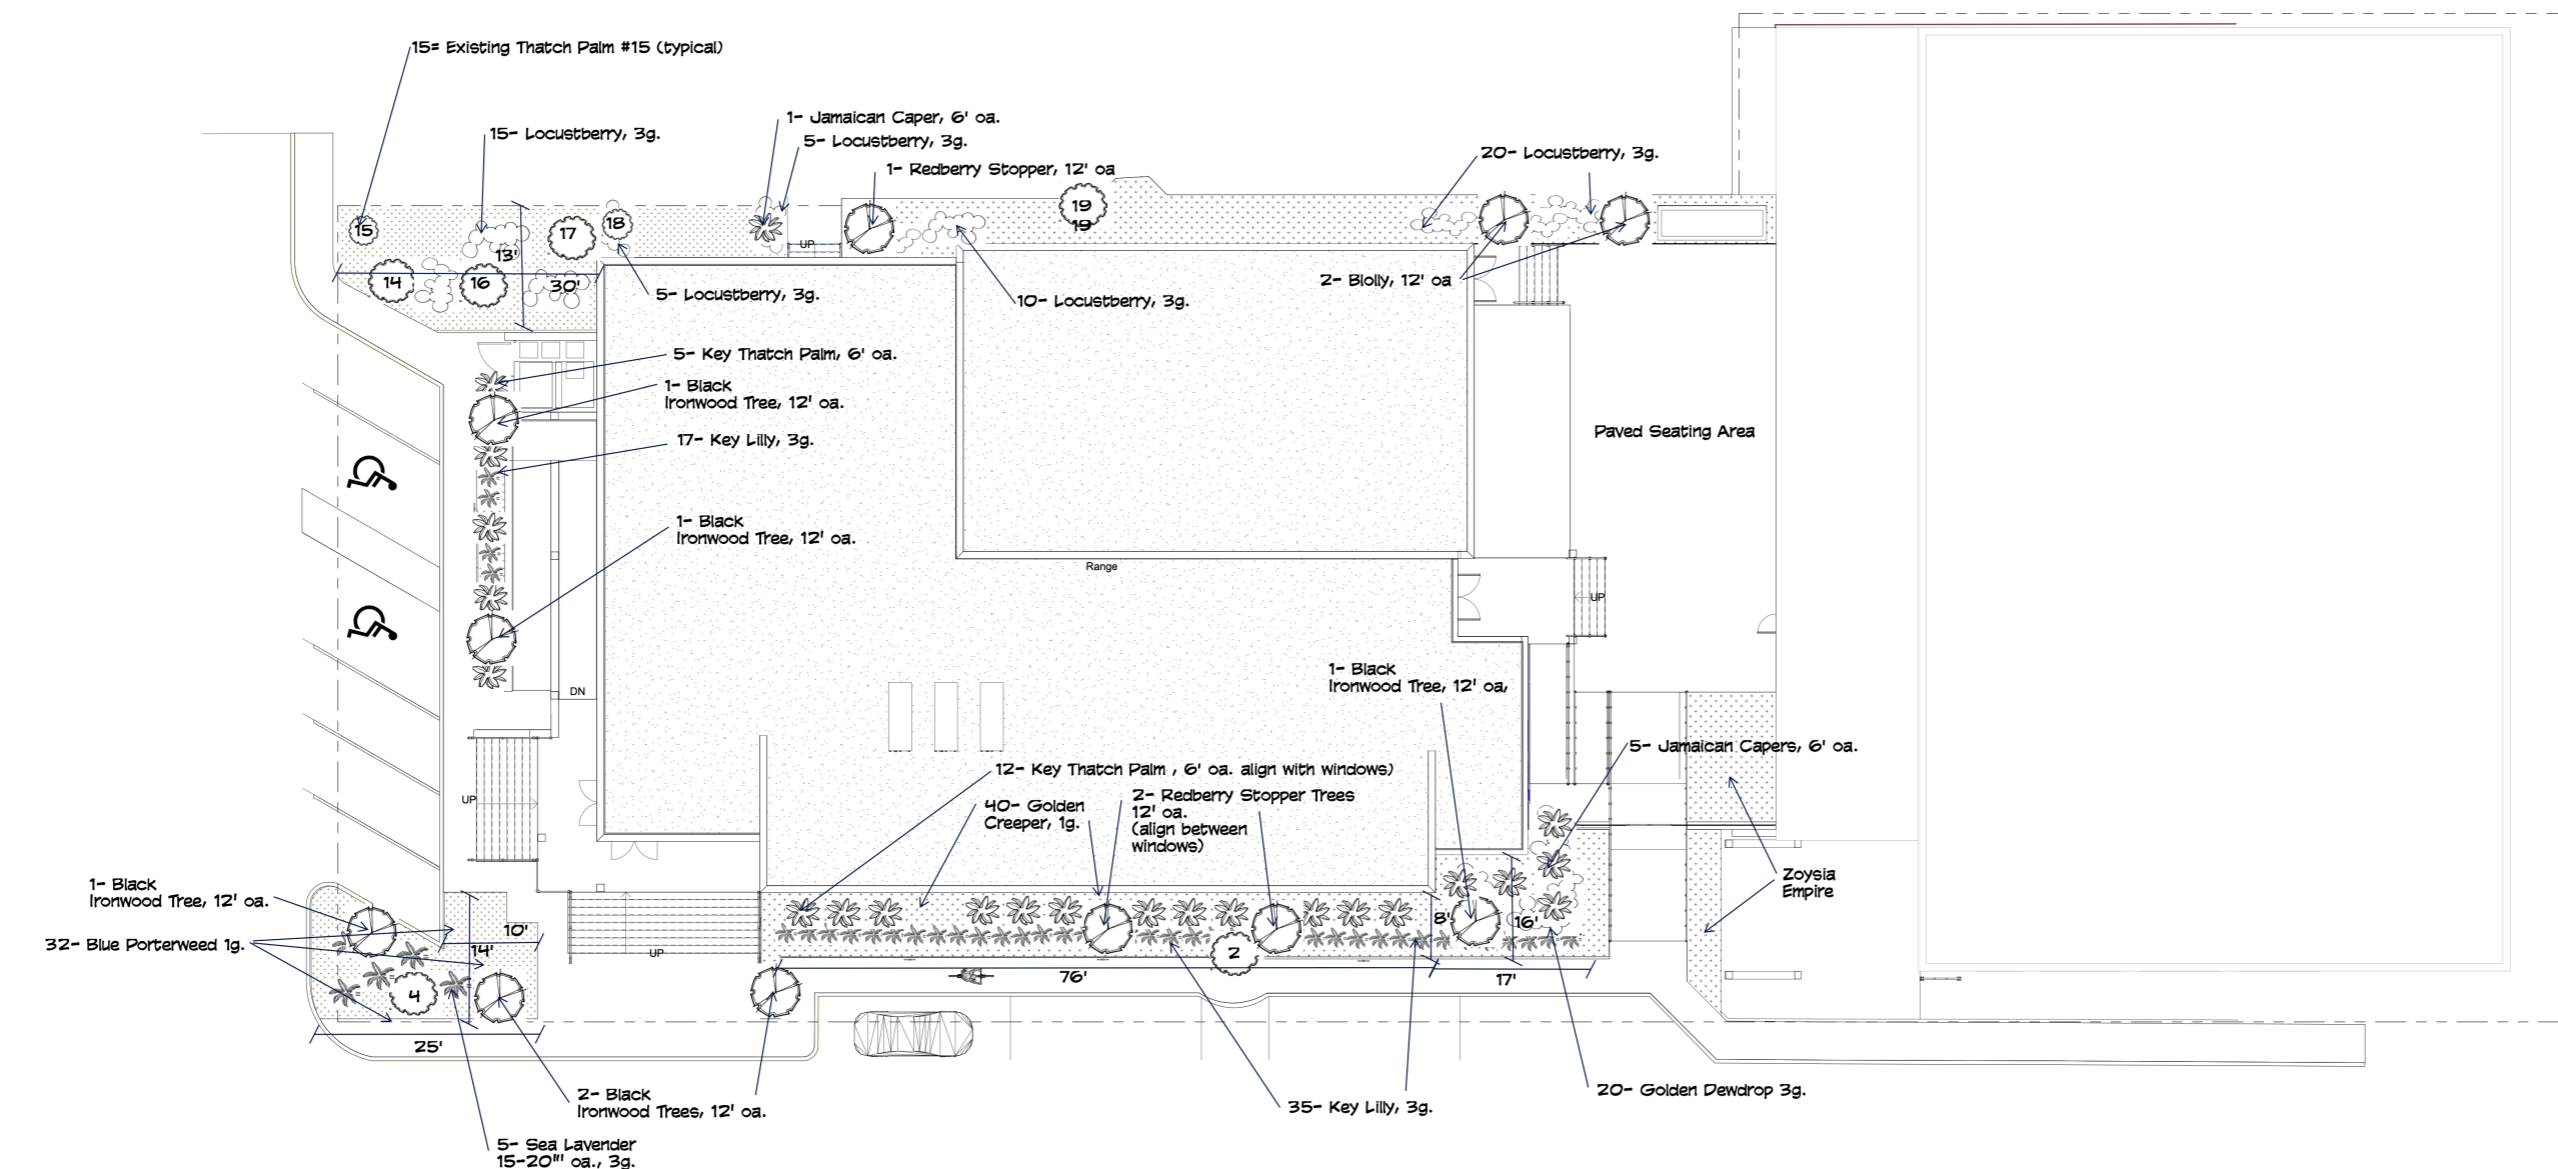 15= Existing Thatch Palm #15 (typical)
1- Jamaican Caper, 6' oa.
15- Locustberry, 3g.
5- Locustberry, 3g.
20- Locustberry, 3g.
1- Redberry Stopper, 12' oa
19
19
18
15
17
UP
13'
2- Blolly, 12' oa
14
16
30'
5- Locustberry, 3g.
10- Locustberry, 3g.
5- Key Thatch Palm, 6' oa.
1- Black
Ironwood Tree, 12' oa.
Paved Seating Area
17- Key Lilly, 3g.
1- Black
Ironwood Tree, 12' oa.
Range
UP
1- Black
Ironwood Tree, 12' oa,
DN
5- Jamaican Capers, 6' oa.
12- Key Thatch Palm , 6' oa. align with windows)
UP
40- Golden
Creeper, 1g.
2- Redberry Stopper Trees
12' oa.
(align between
windows)
Zoysia
Empire
1- Black
Ironwood Tree, 12' oa.
8'
16'
10'
32- Blue Porterweed 1g.
14'
UP
2
76'
17'
4
25'
2- Black
Ironwood Trees, 12' oa.
35- Key Lilly, 3g.
20- Golden Dewdrop 3g.
5- Sea Lavender
15-20"' oa., 3g.